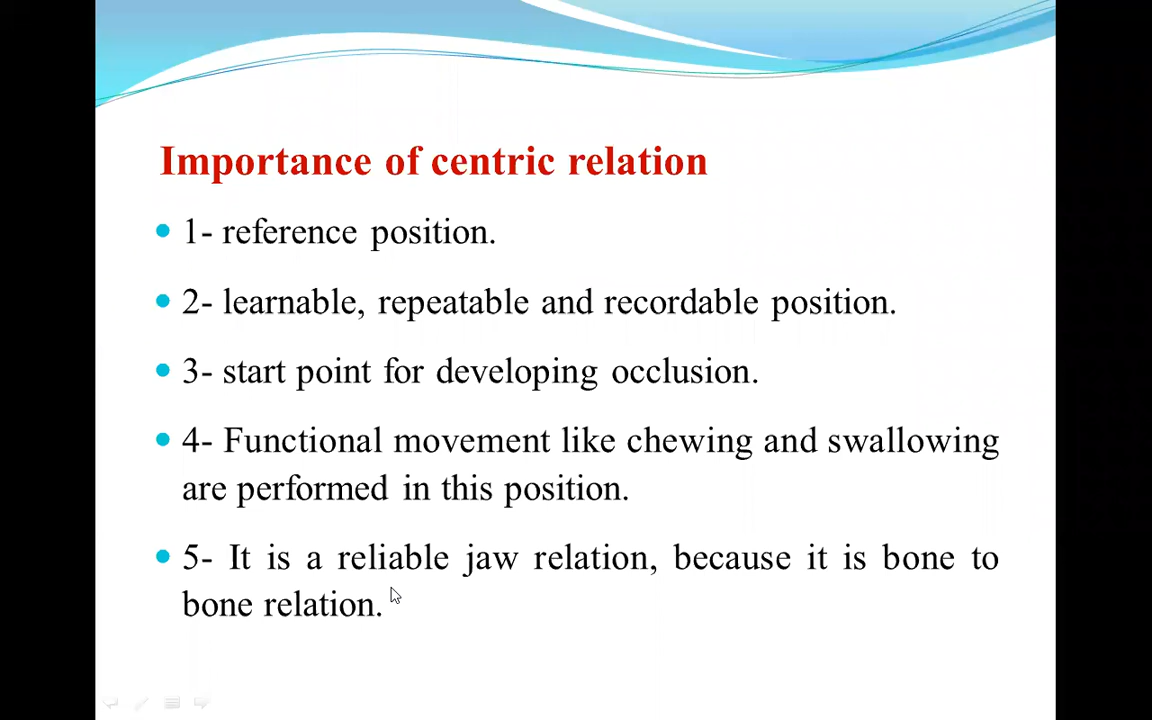 Importance of centric relation
1- reference position.
2- learnable, repeatable and recordable position.
3- start point for developing occlusion.
4- Functional movement like chewing and swallowing
are performed in this position.
5- It is a reliable jaw relation, because it is bone to
bone relation.